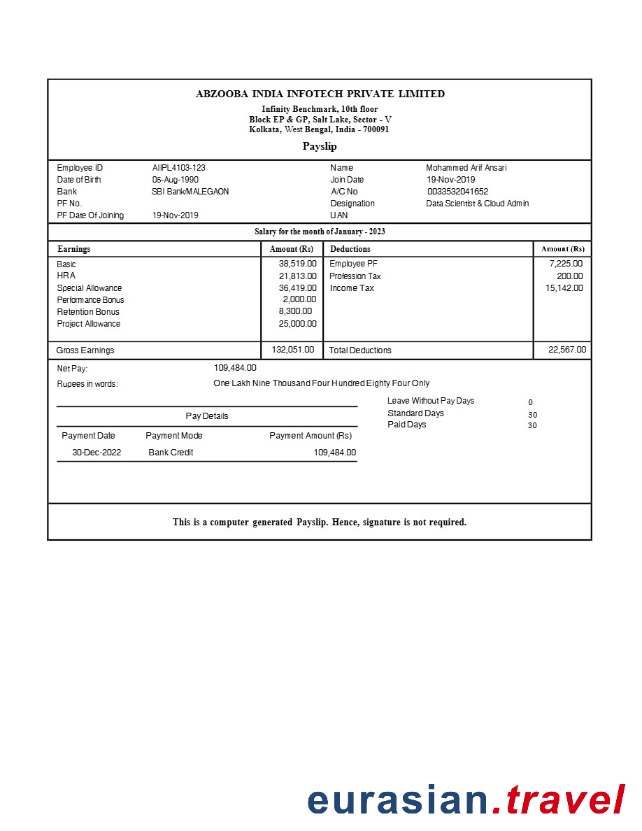 ABZOOBA INDIA INFOTECH PRIVATE LIMITED
Infinity Benchmark, 10th floor
Block EP & GP, Salt Lake, Sector - V
Kolkata, West Bengal, India - 700091
Payslip
Employee ID AIIPL4103-123 Name Mohammed Arif Ansari
Date of Birth 05-Aug-1990 Join Date 19-Nov-2019
Bank SBI Bank/MALEGAON A/C No 0033532041652
PF No. Designation Data Scientist & Cloud Admin
PF Date Of Joining 19-Nov-2019 UAN
Salary for the month of January - 2023
Earnings Amount (Rs) Deductions Amount (Rs)
Basic 38,519.00 Employee PF 7,225.00
HRA 21,813.00 Profession Tax 200.00
Special Allowance 36,419.00 Income Tax 15,142.00
Performance Bonus 2,000.00
Retention Bonus 8,300.00
Project Allowance 25,000.00
Gross Earnings 132,051.00 Total Deductions 22,567.00
Net Pay: 109,484.00
Rupees in words: One Lakh Nine Thousand Four Hundred Eighty Four Only
Leave Without Pay Days 0
Pay Details Standard Days 30
Paid Days 30
Payment Date Payment Mode Payment Amount (Rs)
30-Dec-2022 Bank Credit 109,484.00
This is a computer generated Payslip. Hence, signature is not required.
eurasian.travel